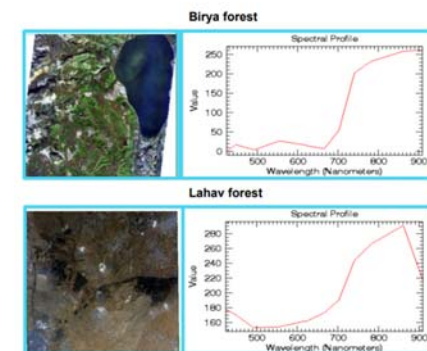 Birya forest
Spectral Profile
250
200
150
100
50
0
Value
500 600 700 800 900
Wavelength (Nanometers)
Lahav forest
Spectral Profile
280
260
240
220
200
180
160
Value
500 600 700 800 900
Wavelength (Nanometers)